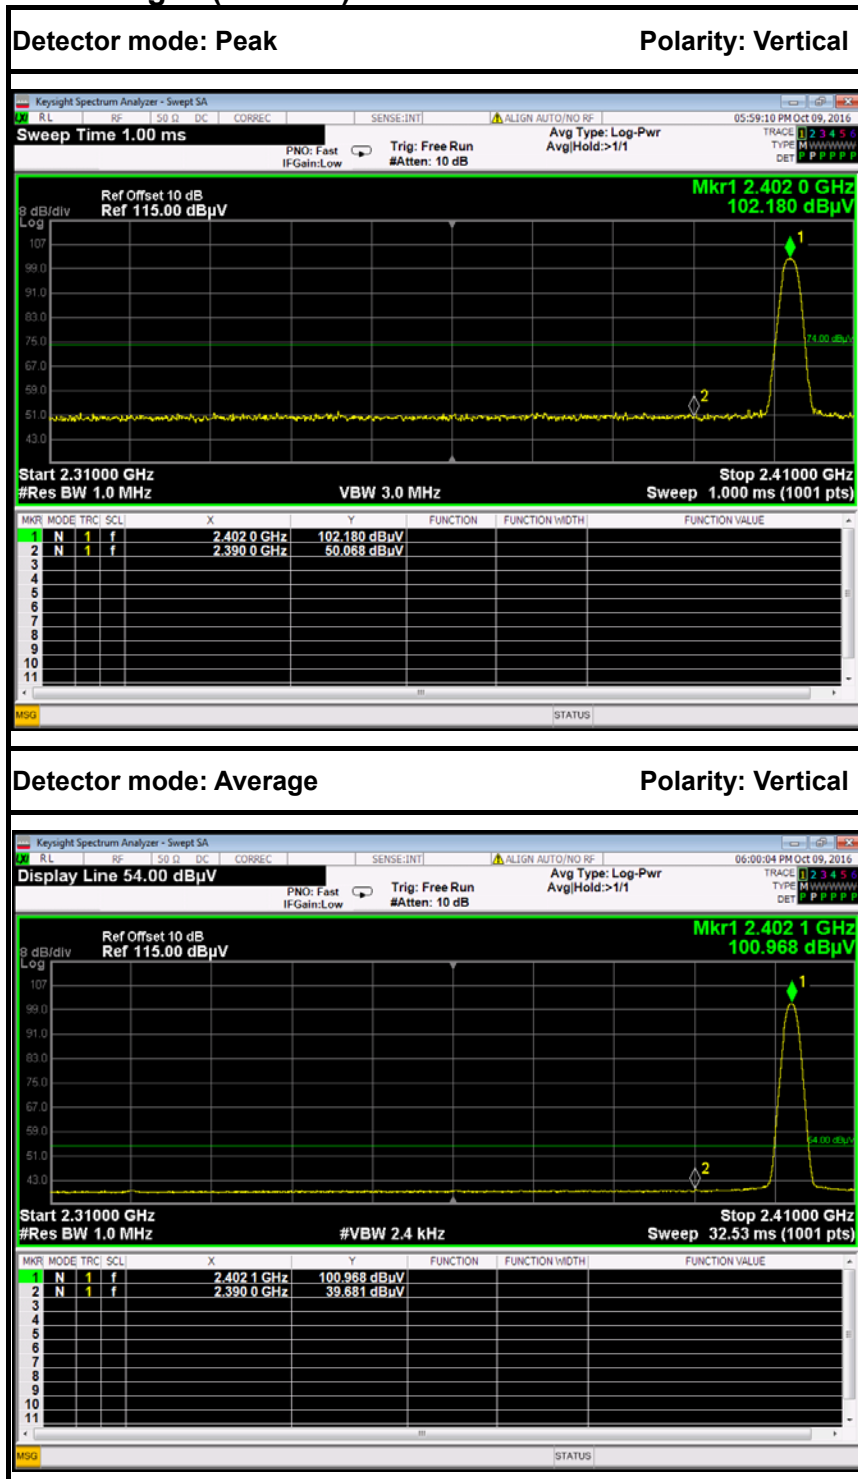 Detector mode: Peak Polarity: Vertical
Keysight Spectrum Analyzer - Swept SA
RL RF 50 Ω DC CORREC SENSE:INT ALIGN AUTO/NO RF 05:59:10 PM Oct 09, 2016
Sweep Time 1.00 ms
PNO: Fast
IFGain:Low
Trig: Free Run
#Atten: 10 dB
Avg Type: Log-Pwr
Avg|Hold:>1/1
TRACE 1 2 3 4 5 6
TYPE M W W W W W
DET P P P P P P
Mkr1 2.402 0 GHz
102.180 dBµV
Ref Offset 10 dB
8 dB/div Ref 115.00 dBµV
Log
107
99.0
91.0
83.0
75.0
67.0
59.0
51.0
43.0
1
74.00 dBµV
2
Start 2.31000 GHz Stop 2.41000 GHz
#Res BW 1.0 MHz VBW 3.0 MHz Sweep 1.000 ms (1001 pts)
MKR MODE TRC SCL X Y FUNCTION FUNCTION WIDTH FUNCTION VALUE
1 N 1 f 2.402 0 GHz 102.180 dBuV
2 N 1 f 2.390 0 GHz 50.068 dBuV
3
4
5
6
7
8
9
10
11
MSG STATUS
Detector mode: Average Polarity: Vertical
Keysight Spectrum Analyzer - Swept SA
RL RF 50 Ω DC CORREC SENSE:INT ALIGN AUTO/NO RF 06:00:04 PM Oct 09, 2016
Display Line 54.00 dBµV
PNO: Fast
IFGain:Low
Trig: Free Run
#Atten: 10 dB
Avg Type: Log-Pwr
Avg|Hold:>1/1
TRACE 1 2 3 4 5 6
TYPE M W W W W W
DET P P P P P P
Mkr1 2.402 1 GHz
100.968 dBµV
Ref Offset 10 dB
8 dB/div Ref 115.00 dBµV
Log
107
99.0
91.0
83.0
75.0
67.0
59.0
51.0
43.0
1
54.00 dBµV
2
Start 2.31000 GHz Stop 2.41000 GHz
#Res BW 1.0 MHz #VBW 2.4 kHz Sweep 32.53 ms (1001 pts)
MKR MODE TRC SCL X Y FUNCTION FUNCTION WIDTH FUNCTION VALUE
1 N 1 f 2.402 1 GHz 100.968 dBuV
2 N 1 f 2.390 0 GHz 39.681 dBuV
3
4
5
6
7
8
9
10
11
MSG STATUS